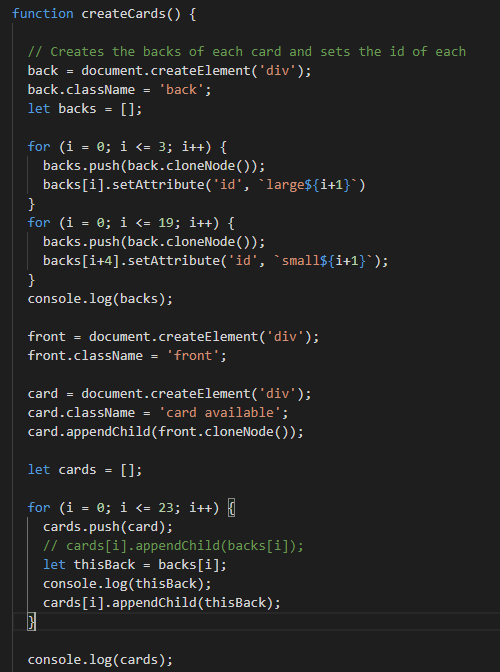 function createCards() {
// Creates the backs of each card and sets the id of each
back = document.createElement('div');
back.className = 'back';
let backs = [];
for (i = 0; i <= 3; i++) {
backs.push(back.cloneNode());
backs[i].setAttribute('id', `large${i+1}`)
}
for (i = 0; i <= 19; i++) {
backs.push(back.cloneNode());
backs[i+4].setAttribute('id', `small${i+1}`);
}
console.log(backs);
front = document.createElement('div');
front.className = 'front';
card = document.createElement('div');
card.className = 'card available';
card.appendChild(front.cloneNode());
let cards = [];
for (i = 0; i <= 23; i++) {
cards.push(card);
// cards[i].appendChild(backs[i]);
let thisBack = backs[i];
console.log(thisBack);
cards[i].appendChild(thisBack);
}
console.log(cards);